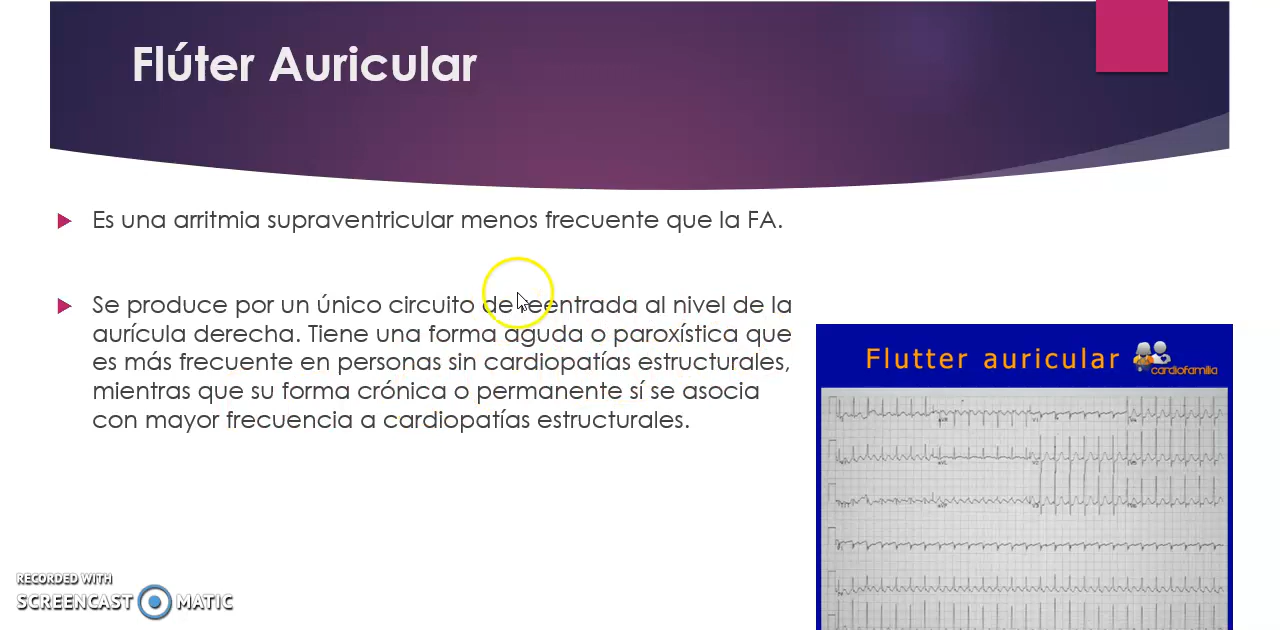 Flúter Auricular
Es una arritmia supraventricular menos frecuente que la FA.
Se produce por un único circuito de reentrada al nivel de la
aurícula derecha. Tiene una forma aguda o paroxística que
es más frecuente en personas sin cardiopatías estructurales,
mientras que su forma crónica o permanente sí se asocia
con mayor frecuencia a cardiopatías estructurales.
Flutter auricular
cardiofamilia
RECORDED WITH
SCREENCAST MATIC